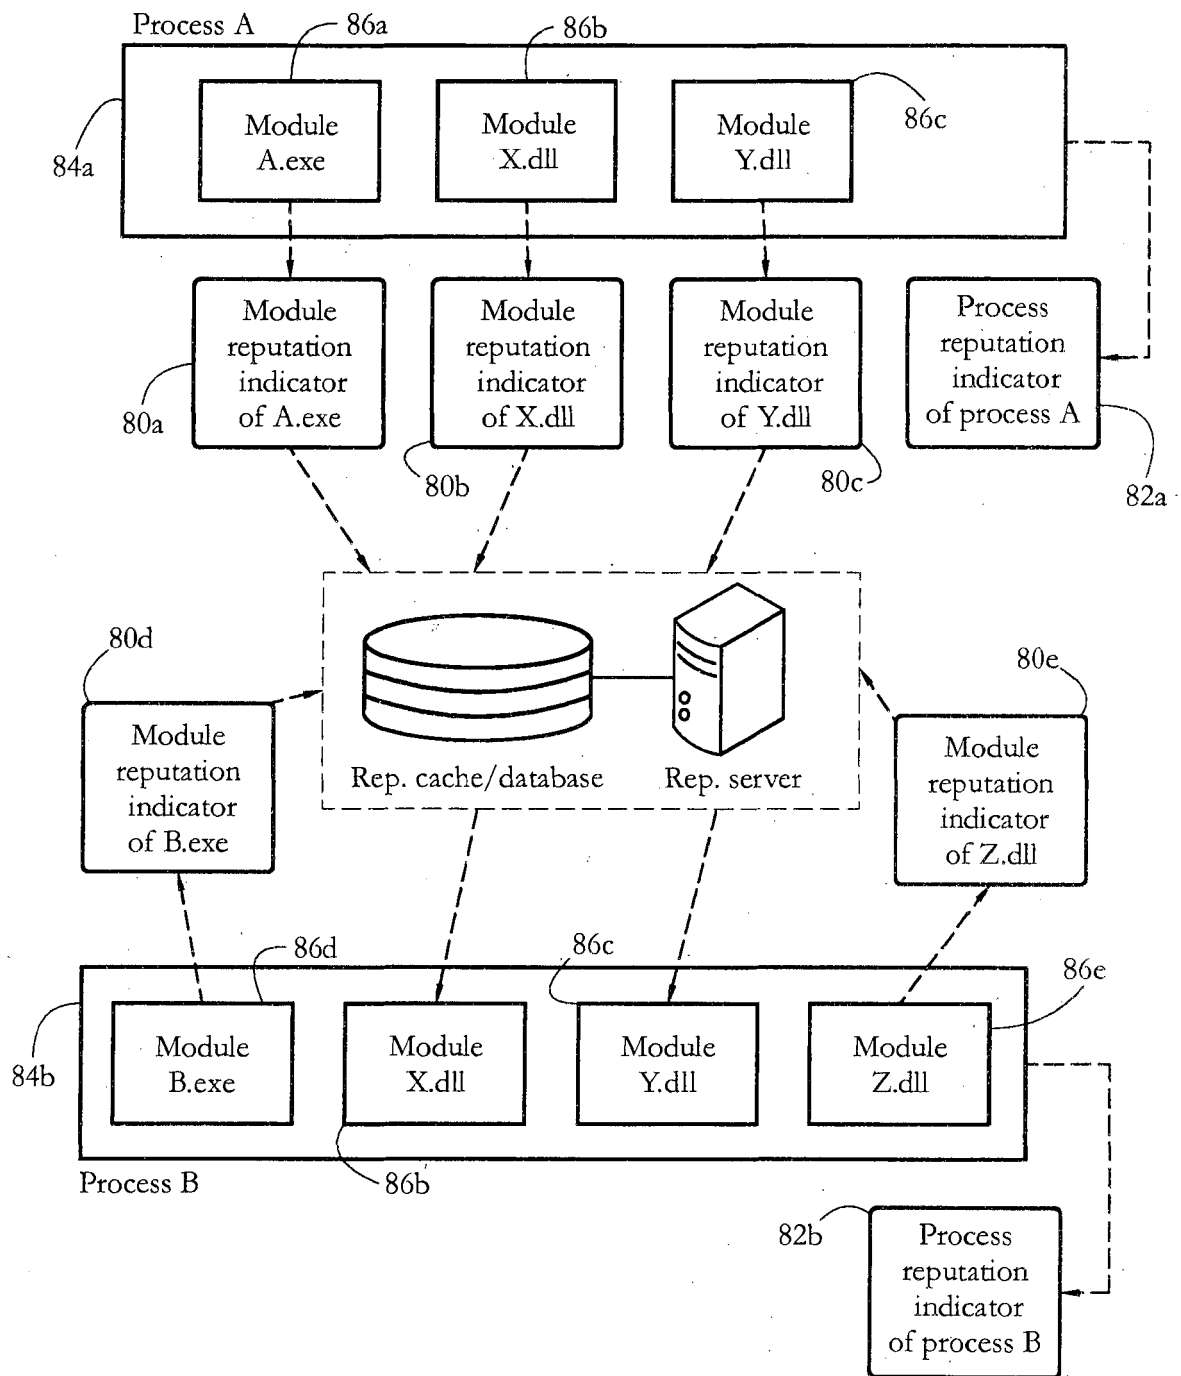 Process A
86a
86b
86c
Module
A.exe
Module
X.dll
Module
Y.dll
84a
Module
reputation
indicator
of A.exe
Module
reputation
indicator
of X.dll
Module
reputation
indicator
of Y.dll
Process
reputation
indicator
of process A
80a
80b
80c
82a
80d
80e
Module
reputation
indicator
of B.exe
Rep. cache/database
Rep. server
Module
reputation
indicator
of Z.dll
86d
86c
86e
Module
B.exe
Module
X.dll
Module
Y.dll
Module
Z.dll
84b
Process B
86b
82b
Process
reputation
indicator
of process B